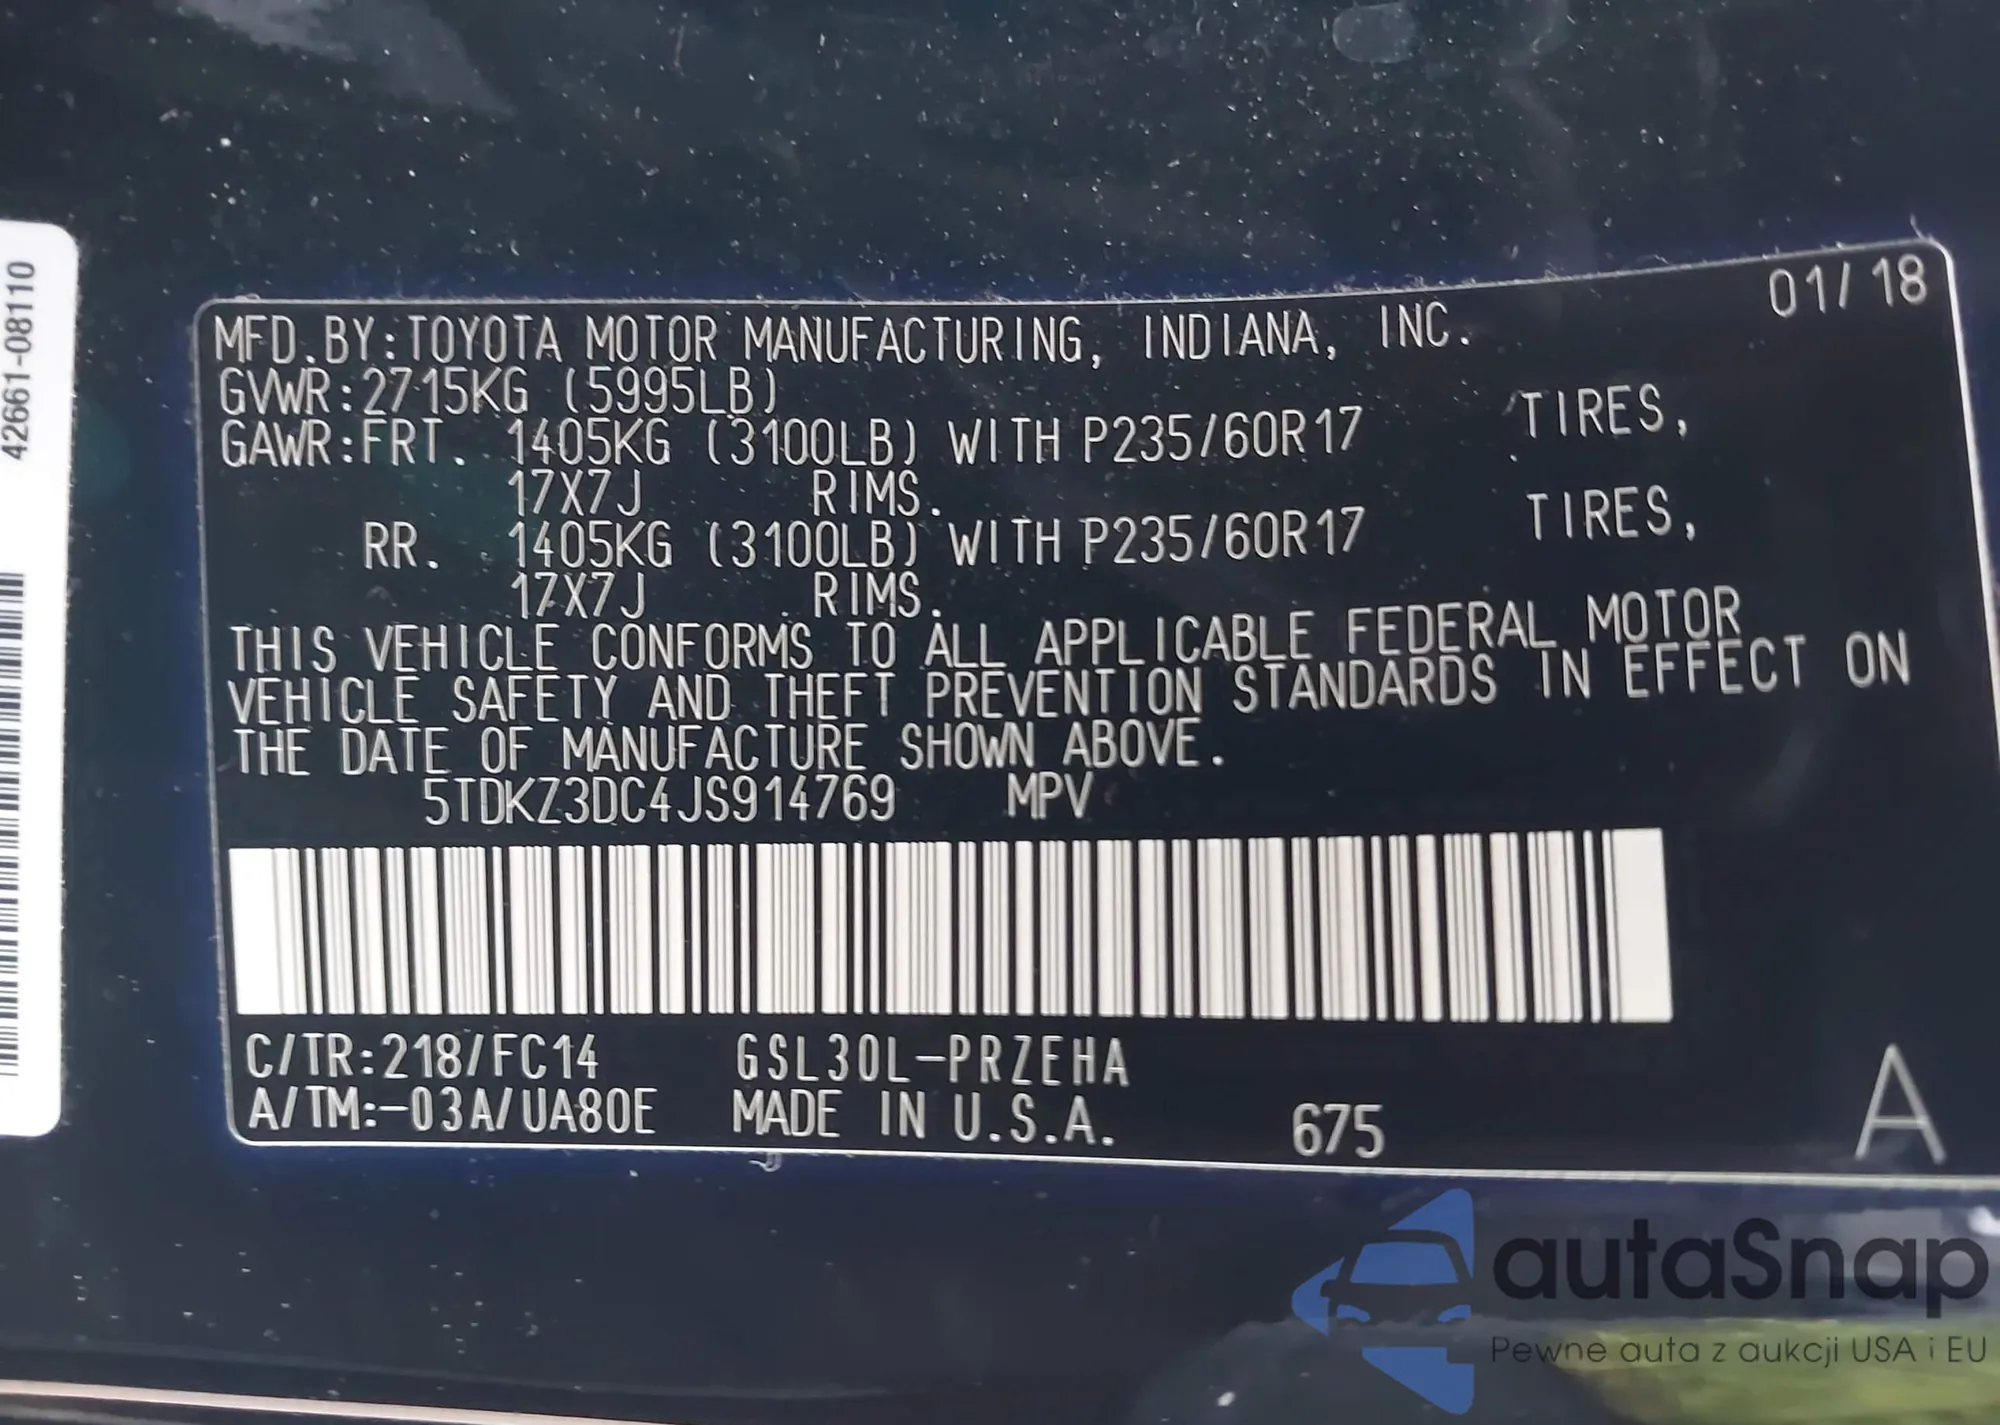 42661-08110
01/18
MFD.BY:TOYOTA MOTOR MANUFACTURING, INDIANA, INC.
GVWR:2715KG (5995LB)
GAWR:FRT. 1405KG (3100LB) WITH P235/60R17 TIRES,
17X7J RIMS.
RR. 1405KG (3100LB) WITH P235/60R17 TIRES,
17X7J RIMS.
THIS VEHICLE CONFORMS TO ALL APPLICABLE FEDERAL MOTOR
VEHICLE SAFETY AND THEFT PREVENTION STANDARDS IN EFFECT ON
THE DATE OF MANUFACTURE SHOWN ABOVE.
5TDKZ3DC4JS914769 MPV
C/TR:218/FC14 GSL30L-PRZEHA
A/TM:-03A/UA80E MADE IN U.S.A. 675 A
autaSnap
Pewne auta z aukcji USA i EU